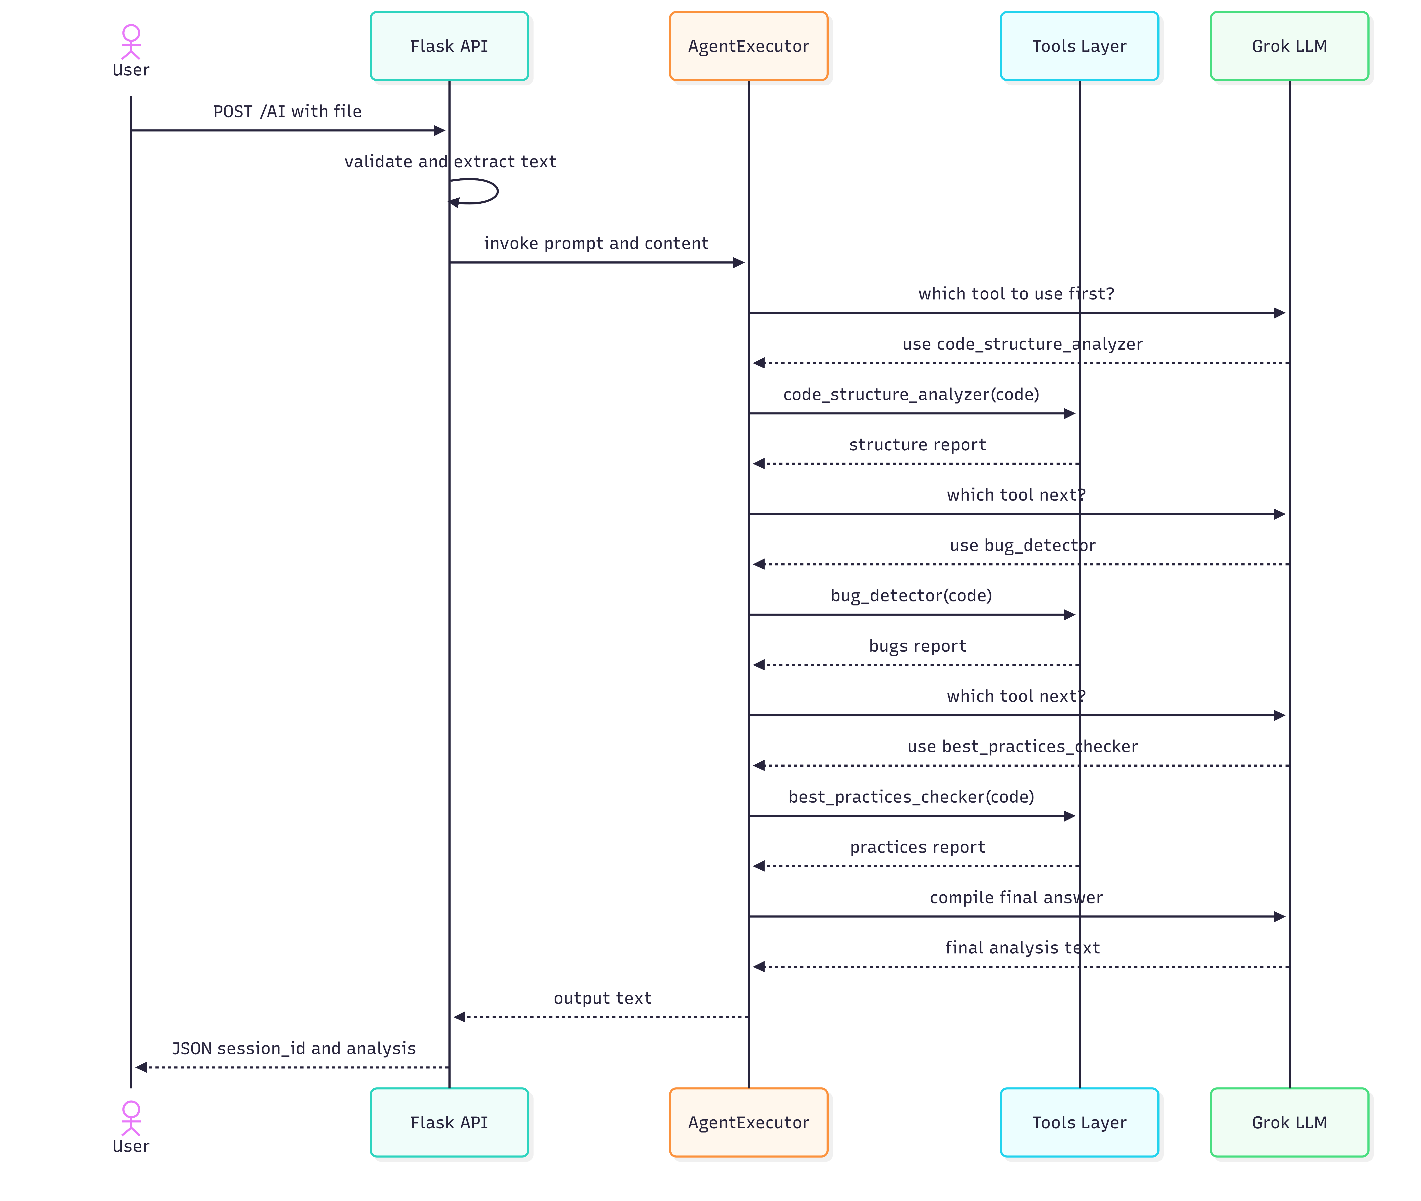 User
Flask API
AgentExecutor
Tools Layer
Grok LLM
POST /AI with file
validate and extract text
invoke prompt and content
which tool to use first?
use code_structure_analyzer
code_structure_analyzer(code)
structure report
which tool next?
use bug_detector
bug_detector(code)
bugs report
which tool next?
use best_practices_checker
best_practices_checker(code)
practices report
compile final answer
final analysis text
output text
JSON session_id and analysis
User
Flask API
AgentExecutor
Tools Layer
Grok LLM